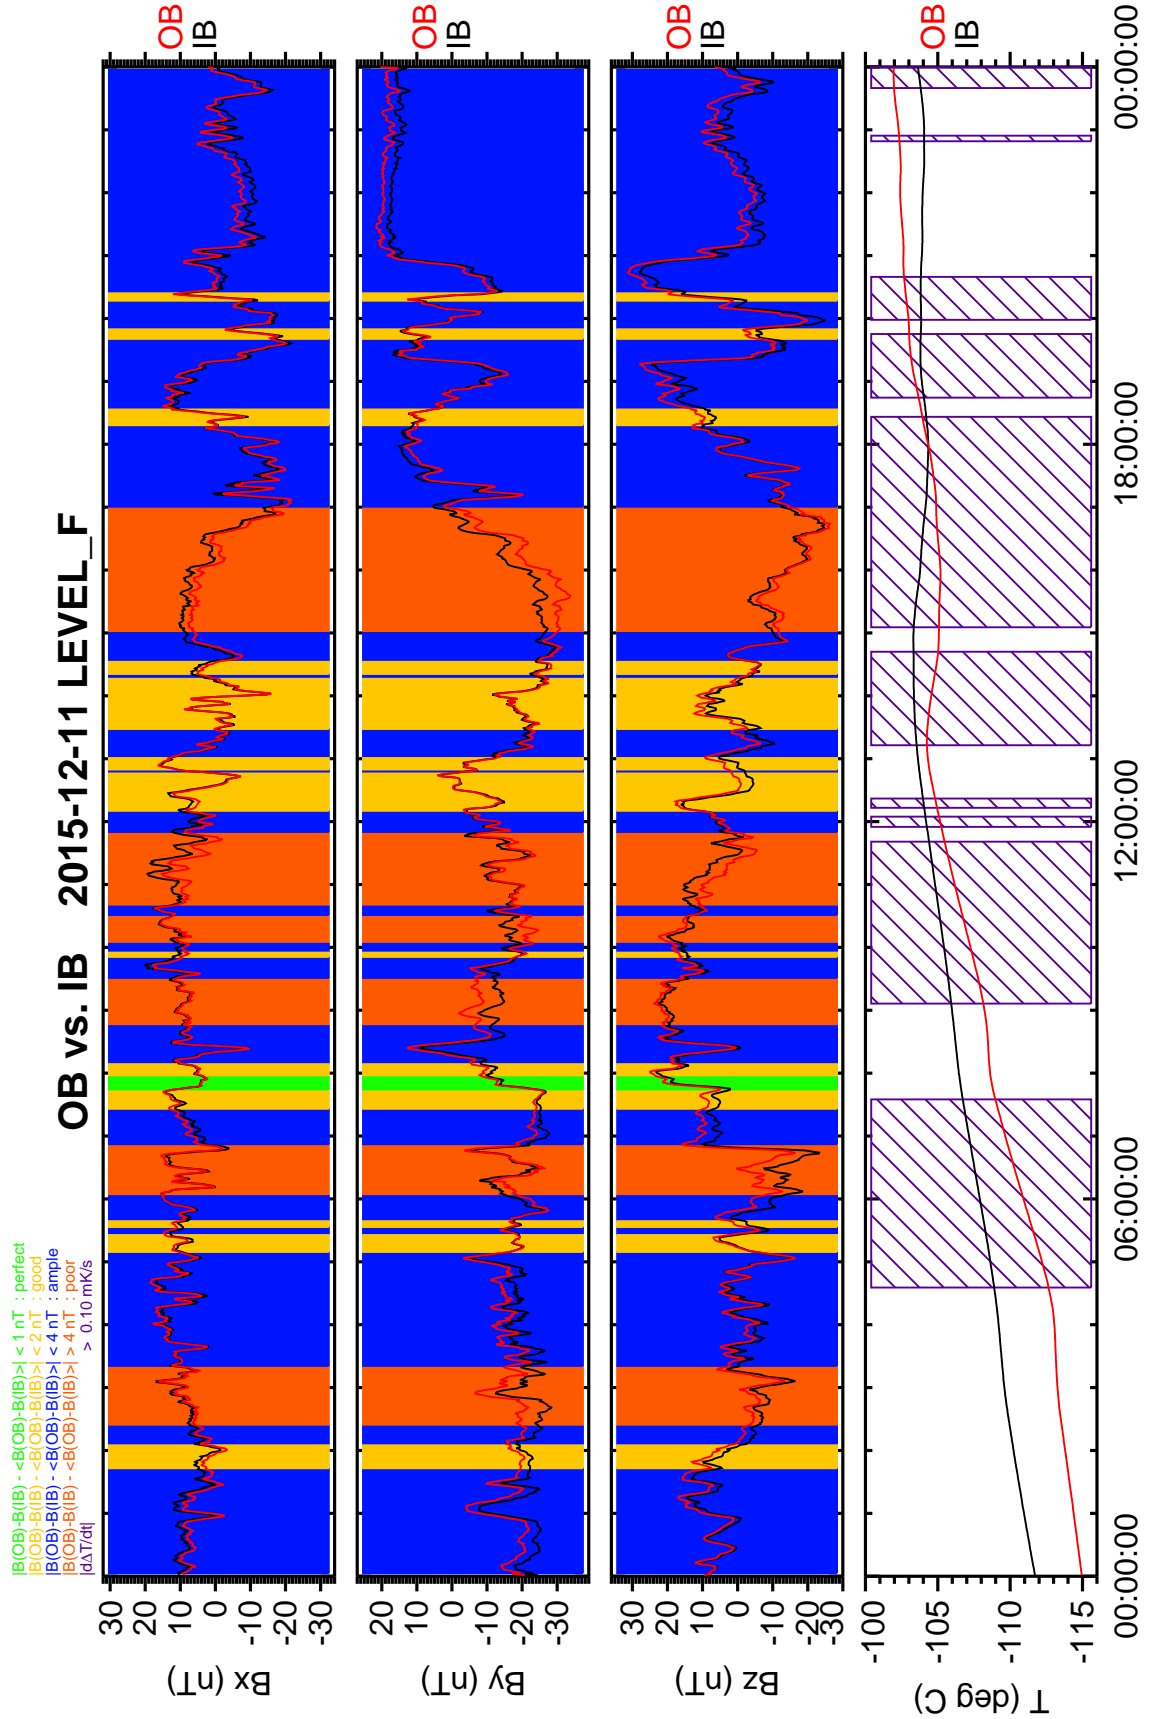 |B(OB)-B(IB) - <B(OB)-B(IB)>| < 1 nT : perfect
|B(OB)-B(IB) - <B(OB)-B(IB)>| < 2 nT : good
|B(OB)-B(IB) - <B(OB)-B(IB)>| < 4 nT : ample
|B(OB)-B(IB) - <B(OB)-B(IB)>| > 4 nT : poor
|dΔT/dt| > 0.10 mK/s
OB vs. IB 2015-12-11 LEVEL_F
Bx (nT)
30
20
10
0
-10
-20
-30
OB
IB
By (nT)
20
10
0
-10
-20
-30
OB
IB
Bz (nT)
30
20
10
0
-10
-20
-30
OB
IB
T (deg C)
-100
-105
-110
-115
OB
IB
00:00:00
06:00:00
12:00:00
18:00:00
00:00:00